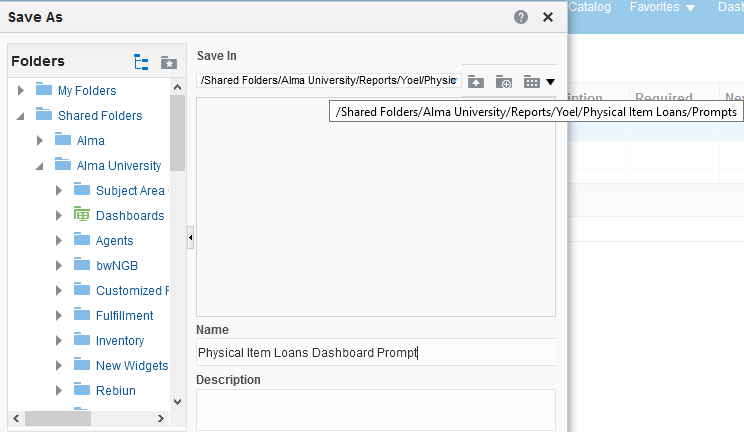 Save As
Catalog Favorites Dash
Folders
My Folders
Shared Folders
Alma
Alma University
Subject Area
Dashboards
Agents
bwNGB
Customized R
Fulfillment
Inventory
New Widgets
Rebiun
Save In
/Shared Folders/Alma University/Reports/Yoel/Physic
ription Required Ne
/Shared Folders/Alma University/Reports/Yoel/Physical Item Loans/Prompts
Name
Physical Item Loans Dashboard Prompt
Description